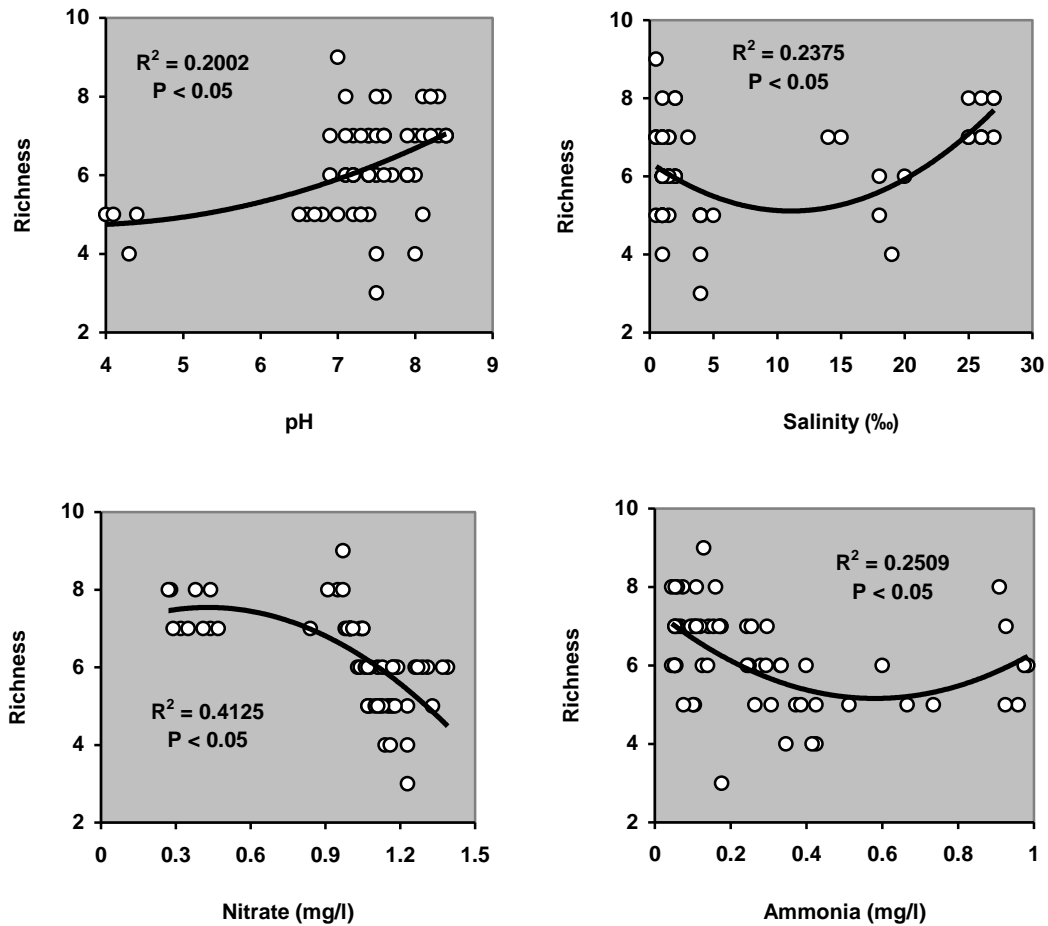 10
8
6
4
2
Richness
R² = 0.2002
P < 0.05
4 5 6 7 8 9
pH
10
8
6
4
2
Richness
R² = 0.2375
P < 0.05
0 5 10 15 20 25 30
Salinity (‰)
10
8
6
4
2
Richness
R² = 0.4125
P < 0.05
0 0.3 0.6 0.9 1.2 1.5
Nitrate (mg/l)
10
8
6
4
2
Richness
R² = 0.2509
P < 0.05
0 0.2 0.4 0.6 0.8 1
Ammonia (mg/l)